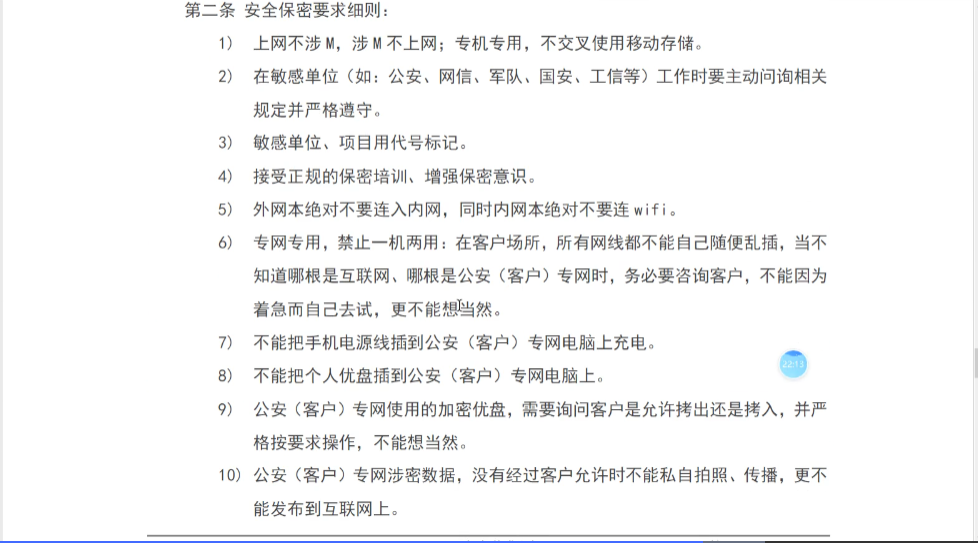 第二条 安全保密要求细则：
1) 上网不涉M，涉M不上网；专机专用，不交叉使用移动存储。
2) 在敏感单位（如：公安、网信、军队、国安、工信等）工作时要主动问询相关
规定并严格遵守。
3) 敏感单位、项目用代号标记。
4) 接受正规的保密培训、增强保密意识。
5) 外网本绝对不要连入内网，同时内网本绝对不要连wifi。
6) 专网专用，禁止一机两用：在客户场所，所有网线都不能自己随便乱插，当不
知道哪根是互联网、哪根是公安（客户）专网时，务必要咨询客户，不能因为
着急而自己去试，更不能想当然。
7) 不能把手机电源线插到公安（客户）专网电脑上充电。
22:13
8) 不能把个人优盘插到公安（客户）专网电脑上。
9) 公安（客户）专网使用的加密优盘，需要询问客户是允许拷出还是拷入，并严
格按要求操作，不能想当然。
10) 公安（客户）专网涉密数据，没有经过客户允许时不能私自拍照、传播，更不
能发布到互联网上。